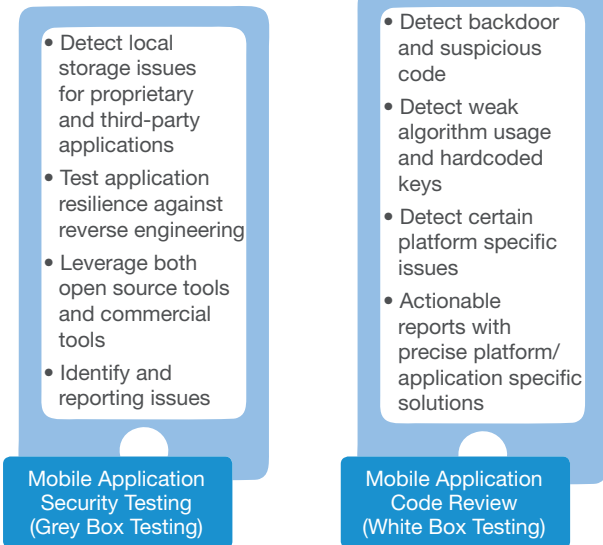 • Detect local
storage issues
for proprietary
and third-party
applications
• Test application
resilience against
reverse engineering
• Leverage both
open source tools
and commercial
tools
• Identify and
reporting issues
Mobile Application
Security Testing
(Grey Box Testing)
• Detect backdoor
and suspicious
code
• Detect weak
algorithm usage
and hardcoded
keys
• Detect certain
platform specific
issues
• Actionable
reports with
precise platform/
application specific
solutions
Mobile Application
Code Review
(White Box Testing)